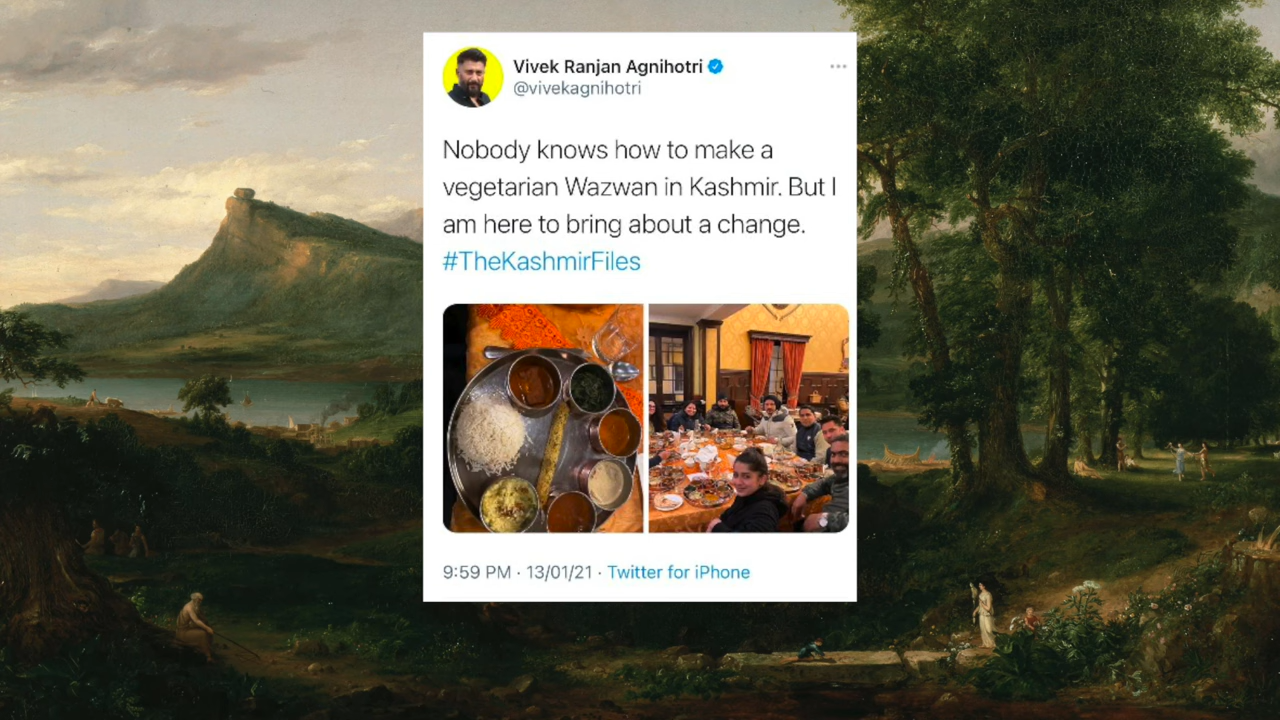 Vivek Ranjan Agnihotri
@vivekagnihotri
Nobody knows how to make a
vegetarian Wazwan in Kashmir. But I
am here to bring about a change.
#TheKashmirFiles
9:59 PM · 13/01/21 · Twitter for iPhone